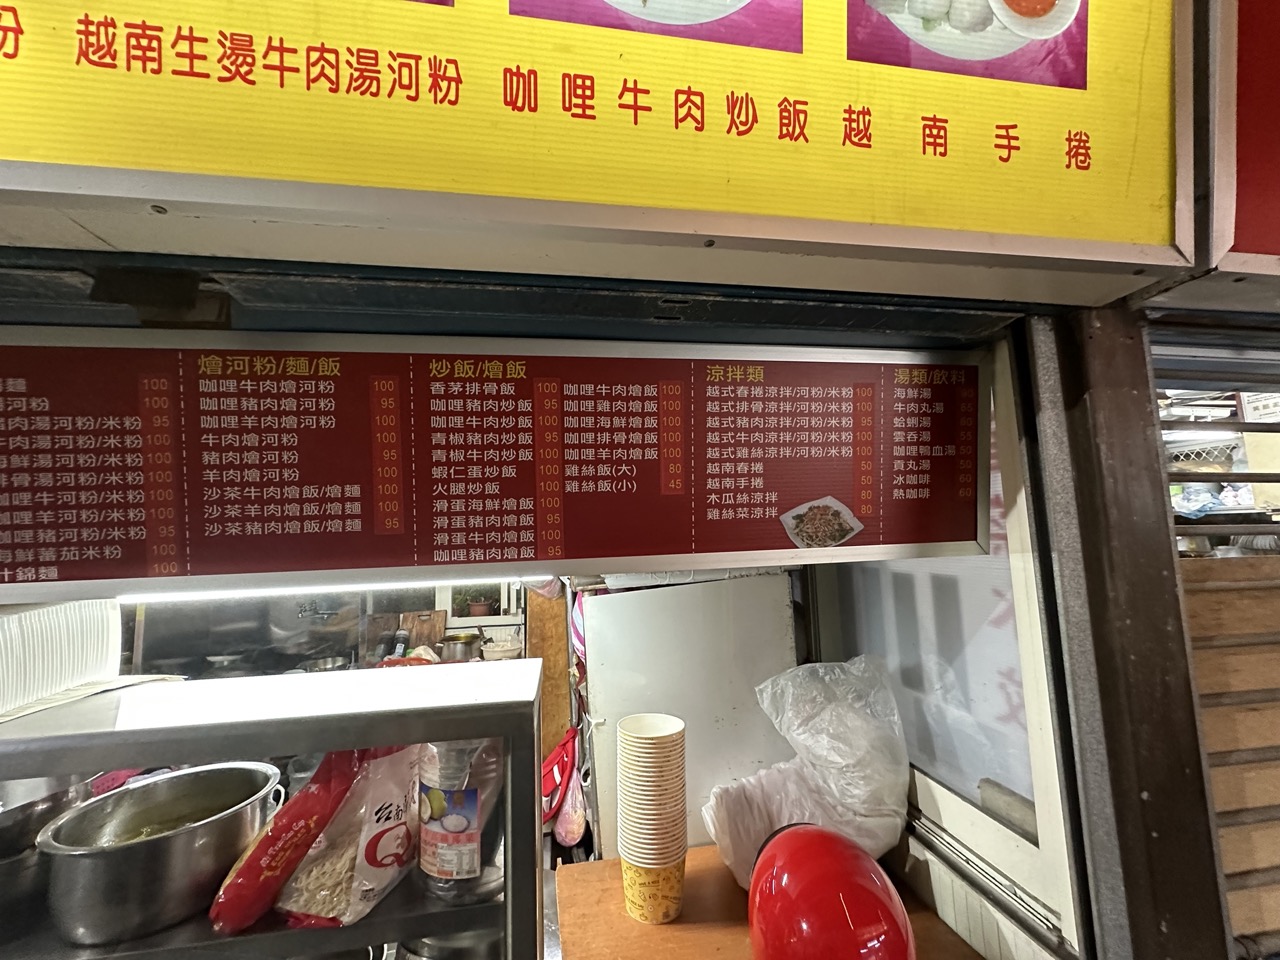 粉 越南生燙牛肉湯河粉 咖哩牛肉炒飯 越南手捲
麵 100
河粉 100
肉湯河粉/米粉 95
牛肉湯河粉/米粉 100
海鮮湯河粉/米粉 100
排骨湯河粉/米粉 100
咖哩牛河粉/米粉 100
咖哩羊河粉/米粉 100
咖哩豬河粉/米粉 95
海鮮蕃茄米粉 100
什錦麵 100
燴河粉/麵/飯
咖哩牛肉燴河粉 100
咖哩豬肉燴河粉 95
咖哩羊肉燴河粉 100
牛肉燴河粉 100
豬肉燴河粉 95
羊肉燴河粉 100
沙茶牛肉燴飯/燴麵 100
沙茶羊肉燴飯/燴麵 100
沙茶豬肉燴飯/燴麵 95
炒飯/燴飯
香茅排骨飯 100
咖哩豬肉炒飯 95
咖哩牛肉炒飯 100
青椒豬肉炒飯 95
青椒牛肉炒飯 100
蝦仁蛋炒飯 100
火腿炒飯 100
滑蛋海鮮燴飯 100
滑蛋豬肉燴飯 95
滑蛋牛肉燴飯 100
咖哩豬肉燴飯 95
咖哩牛肉燴飯 100
咖哩雞肉燴飯 100
咖哩海鮮燴飯 100
咖哩排骨燴飯 100
咖哩羊肉燴飯 100
雞絲飯(大) 80
雞絲飯(小) 45
涼拌類
越式春捲涼拌/河粉/米粉 100
越式排骨涼拌/河粉/米粉 100
越式豬肉涼拌/河粉/米粉 95
越式牛肉涼拌/河粉/米粉 100
越式雞絲涼拌/河粉/米粉 100
越南春捲 50
越南手捲 50
木瓜絲涼拌 80
雞絲菜涼拌 80
湯類/飲料
海鮮湯
牛肉丸湯
蛤蜊湯
雲吞湯
咖哩鴨血湯
貢丸湯
冰咖啡
熱咖啡 60
台南
Q